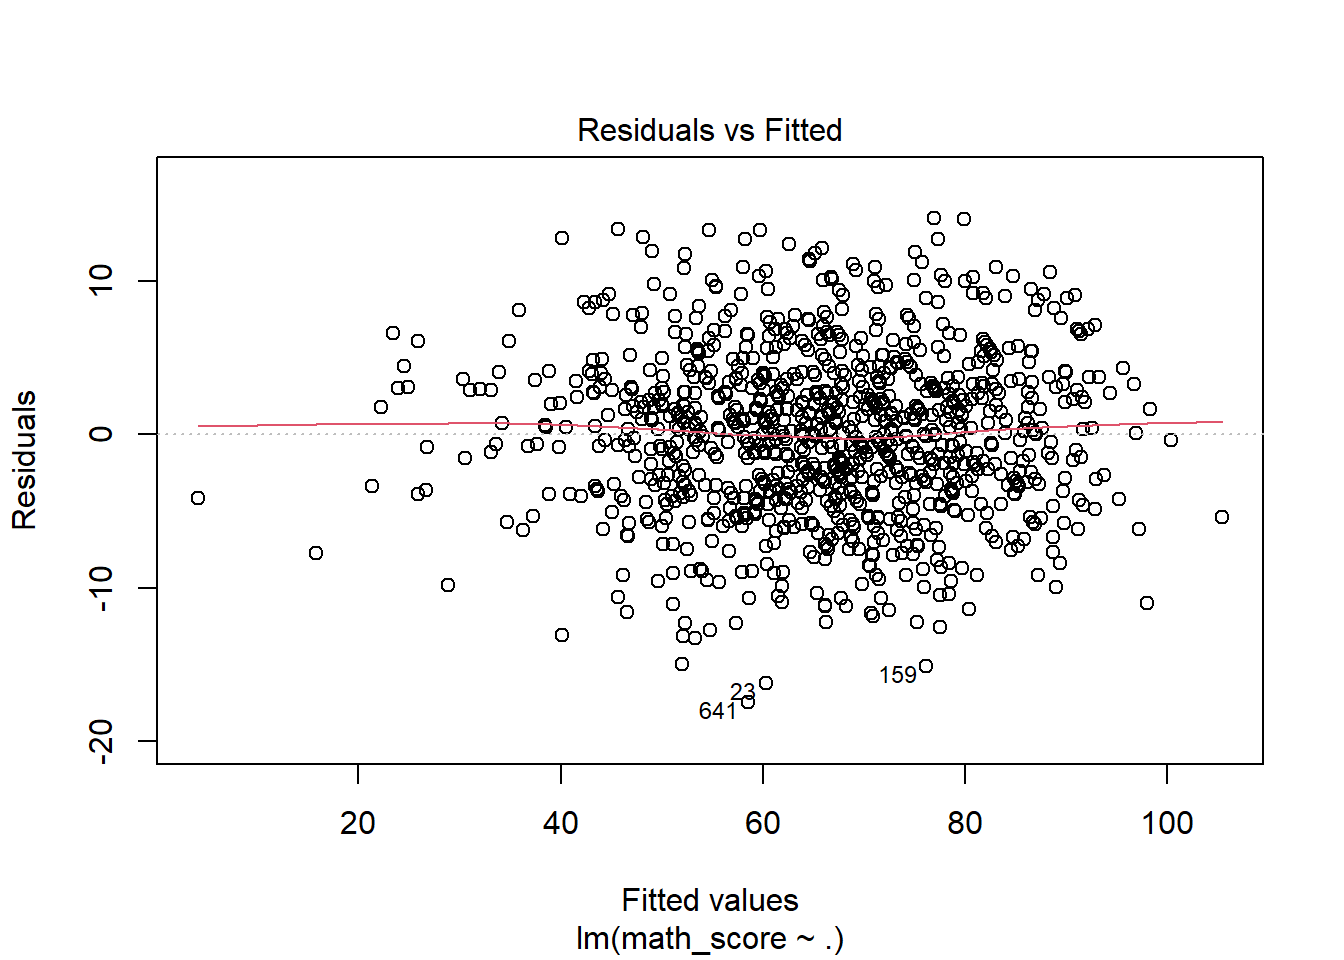 Residuals vs Fitted
Residuals
10
0
-10
-20
159
23
641
20 40 60 80 100
Fitted values
lm(math_score ~ .)